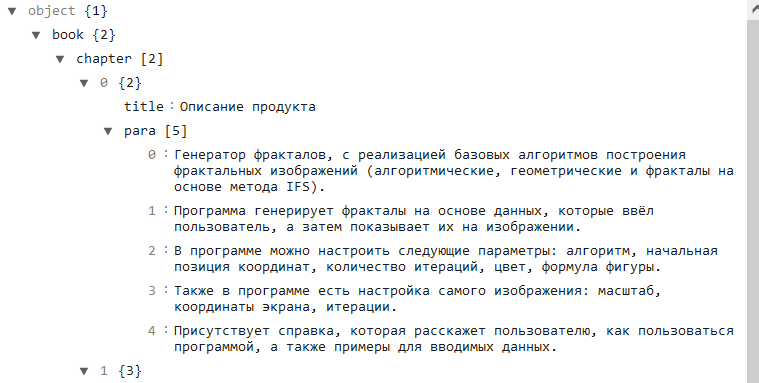 object {1}
book {2}
chapter [2]
0 {2}
title : Описание продукта
para [5]
0 : Генератор фракталов, с реализацией базовых алгоритмов построения
фрактальных изображений (алгоритмические, геометрические и фракталы на
основе метода IFS).
1 : Программа генерирует фракталы на основе данных, которые ввёл
пользователь, а затем показывает их на изображении.
2 : В программе можно настроить следующие параметры: алгоритм, начальная
позиция координат, количество итераций, цвет, формула фигуры.
3 : Также в программе есть настройка самого изображения: масштаб,
координаты экрана, итерации.
4 : Присутствует справка, которая расскажет пользователю, как пользоваться
программой, а также примеры для вводимых данных.
1 {3}